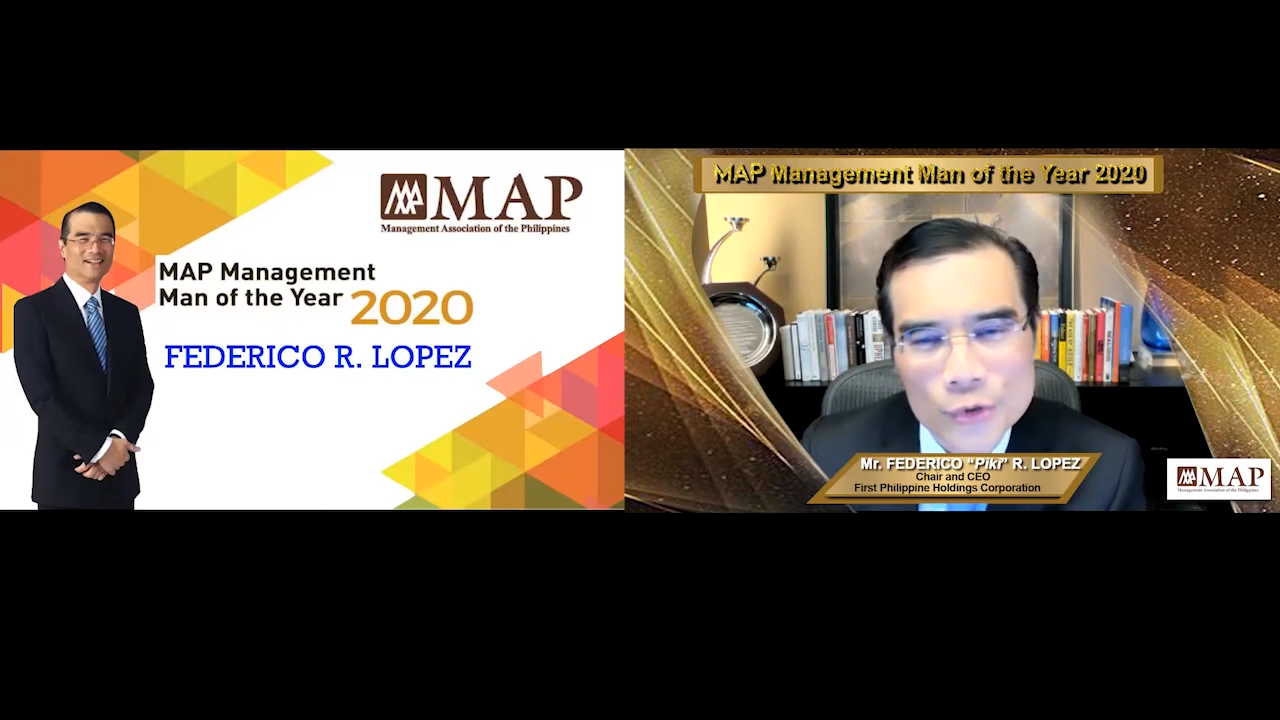 MAP
Management Association of the Philippines
MAP Management
Man of the Year 2020
FEDERICO R. LOPEZ
MAP Management Man of the Year 2020
Mr. FEDERICO “Piki” R. LOPEZ
Chair and CEO
First Philippine Holdings Corporation
MAP
Management Association of the Philippines